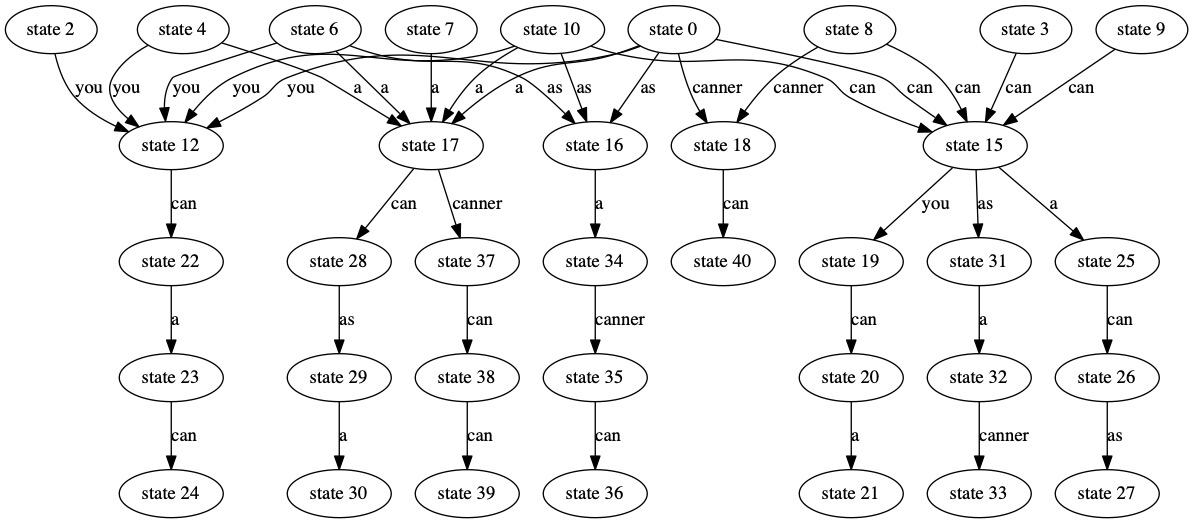 state 2 state 4 state 6 state 7 state 10 state 0 state 8 state 3 state 9
you you you you you a a a a a as as as canner canner can can can can can
state 12 state 17 state 16 state 18 state 15
can can canner a can you as a
state 22 state 28 state 37 state 34 state 40 state 19 state 31 state 25
a as can canner can a can
state 23 state 29 state 38 state 35 state 20 state 32 state 26
can a can can a canner as
state 24 state 30 state 39 state 36 state 21 state 33 state 27